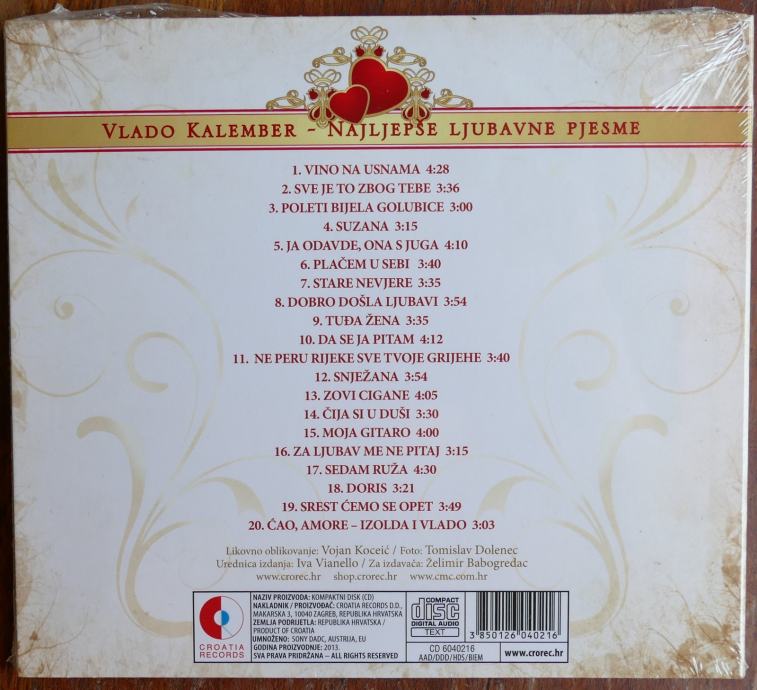 VLADO KALEMBER - NAJLJEPŠE LJUBAVNE PJESME
1. VINO NA USNAMA 4:28
2. SVE JE TO ZBOG TEBE 3:36
3. POLETI BIJELA GOLUBICE 3:00
4. SUZANA 3:15
5. JA ODAVDE, ONA S JUGA 4:10
6. PLAČEM U SEBI 3:40
7. STARE NEVJERE 3:35
8. DOBRO DOŠLA LJUBAVI 3:54
9. TUĐA ŽENA 3:35
10. DA SE JA PITAM 4:12
11. NE PERU RIJEKE SVE TVOJE GRIJEHE 3:40
12. SNJEŽANA 3:54
13. ZOVI CIGANE 4:05
14. ČIJA SI U DUŠI 3:30
15. MOJA GITARO 4:00
16. ZA LJUBAV ME NE PITAJ 3:15
17. SEDAM RUŽA 4:30
18. DORIS 3:21
19. SREST ĆEMO SE OPET 3:49
20. ĆAO, AMORE – IZOLDA I VLADO 3:03
Likovno oblikovanje: Vojan Koceić / Foto: Tomislav Dolenec
Urednica izdanja: Iva Vianello / Za izdavača: Želimir Babogredac
www.crorec.hr shop.crorec.hr / www.cmc.com.hr
CROATIA
RECORDS
NAZIV PROIZVODA: KOMPAKTNI DISK (CD)
NAKLADNIK / PROIZVOĐAČ: CROATIA RECORDS D.D.,
MAKARSKA 3, 10040 ZAGREB, REPUBLIKA HRVATSKA
ZEMLJA PODRIJETLA: REPUBLIKA HRVATSKA /
PRODUCT OF CROATIA
UMNOŽENO: SONY DADC, AUSTRIJA, EU
GODINA PROIZVODNJE: 2013.
SVA PRAVA PRIDRŽANA – ALL RIGHTS RESERVED
COMPACT
disc
DIGITAL AUDIO
TEXT
CD 6040216
AAD/DDD/HDS/BIEM
3 850126 040216
www.crorec.hr